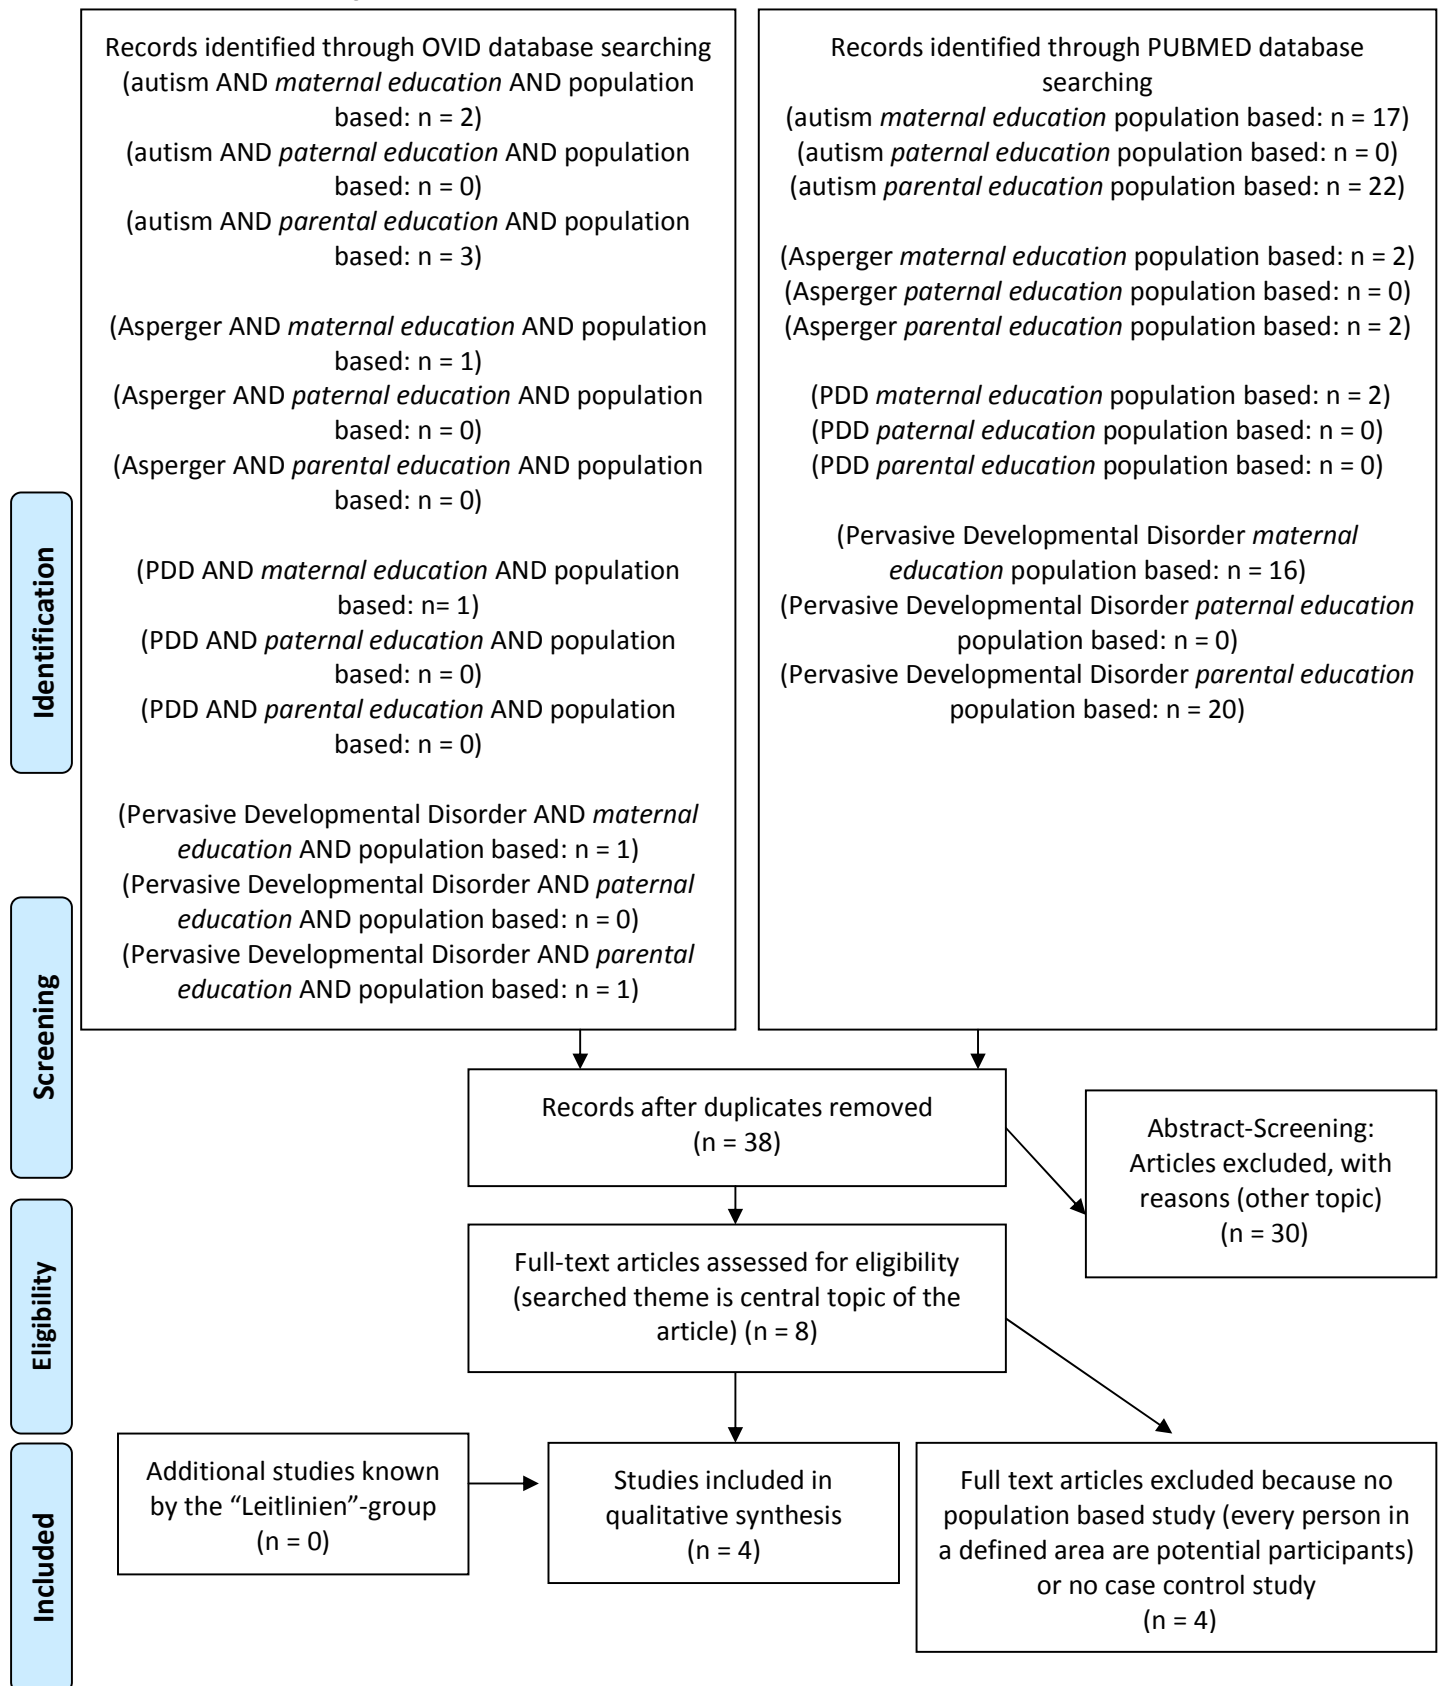 Records identified through OVID database searching
(autism AND maternal education AND population
based: n = 2)
(autism AND paternal education AND population
based: n = 0)
(autism AND parental education AND population
based: n = 3)
(Asperger AND maternal education AND population
based: n = 1)
(Asperger AND paternal education AND population
based: n = 0)
(Asperger AND parental education AND population
based: n = 0)
(PDD AND maternal education AND population
based: n= 1)
(PDD AND paternal education AND population
based: n = 0)
(PDD AND parental education AND population
based: n = 0)
(Pervasive Developmental Disorder AND maternal
education AND population based: n = 1)
(Pervasive Developmental Disorder AND paternal
education AND population based: n = 0)
(Pervasive Developmental Disorder AND parental
education AND population based: n = 1)
Records identified through PUBMED database
searching
(autism maternal education population based: n = 17)
(autism paternal education population based: n = 0)
(autism parental education population based: n = 22)
(Asperger maternal education population based: n = 2)
(Asperger paternal education population based: n = 0)
(Asperger parental education population based: n = 2)
(PDD maternal education population based: n = 2)
(PDD paternal education population based: n = 0)
(PDD parental education population based: n = 0)
(Pervasive Developmental Disorder maternal
education population based: n = 16)
(Pervasive Developmental Disorder paternal education
population based: n = 0)
(Pervasive Developmental Disorder parental education
population based: n = 20)
Identification
Screening
Records after duplicates removed
(n = 38)
Abstract-Screening:
Articles excluded, with
reasons (other topic)
(n = 30)
Eligibility
Full-text articles assessed for eligibility
(searched theme is central topic of the
article) (n = 8)
Included
Additional studies known
by the “Leitlinien”-group
(n = 0)
Studies included in
qualitative synthesis
(n = 4)
Full text articles excluded because no
population based study (every person in
a defined area are potential participants)
or no case control study
(n = 4)